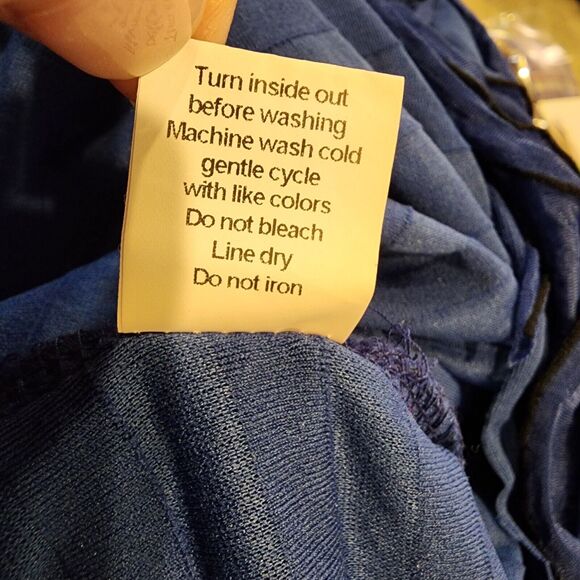 Turn inside out
before washing
Machine wash cold
gentle cycle
with like colors
Do not bleach
Line dry
Do not iron